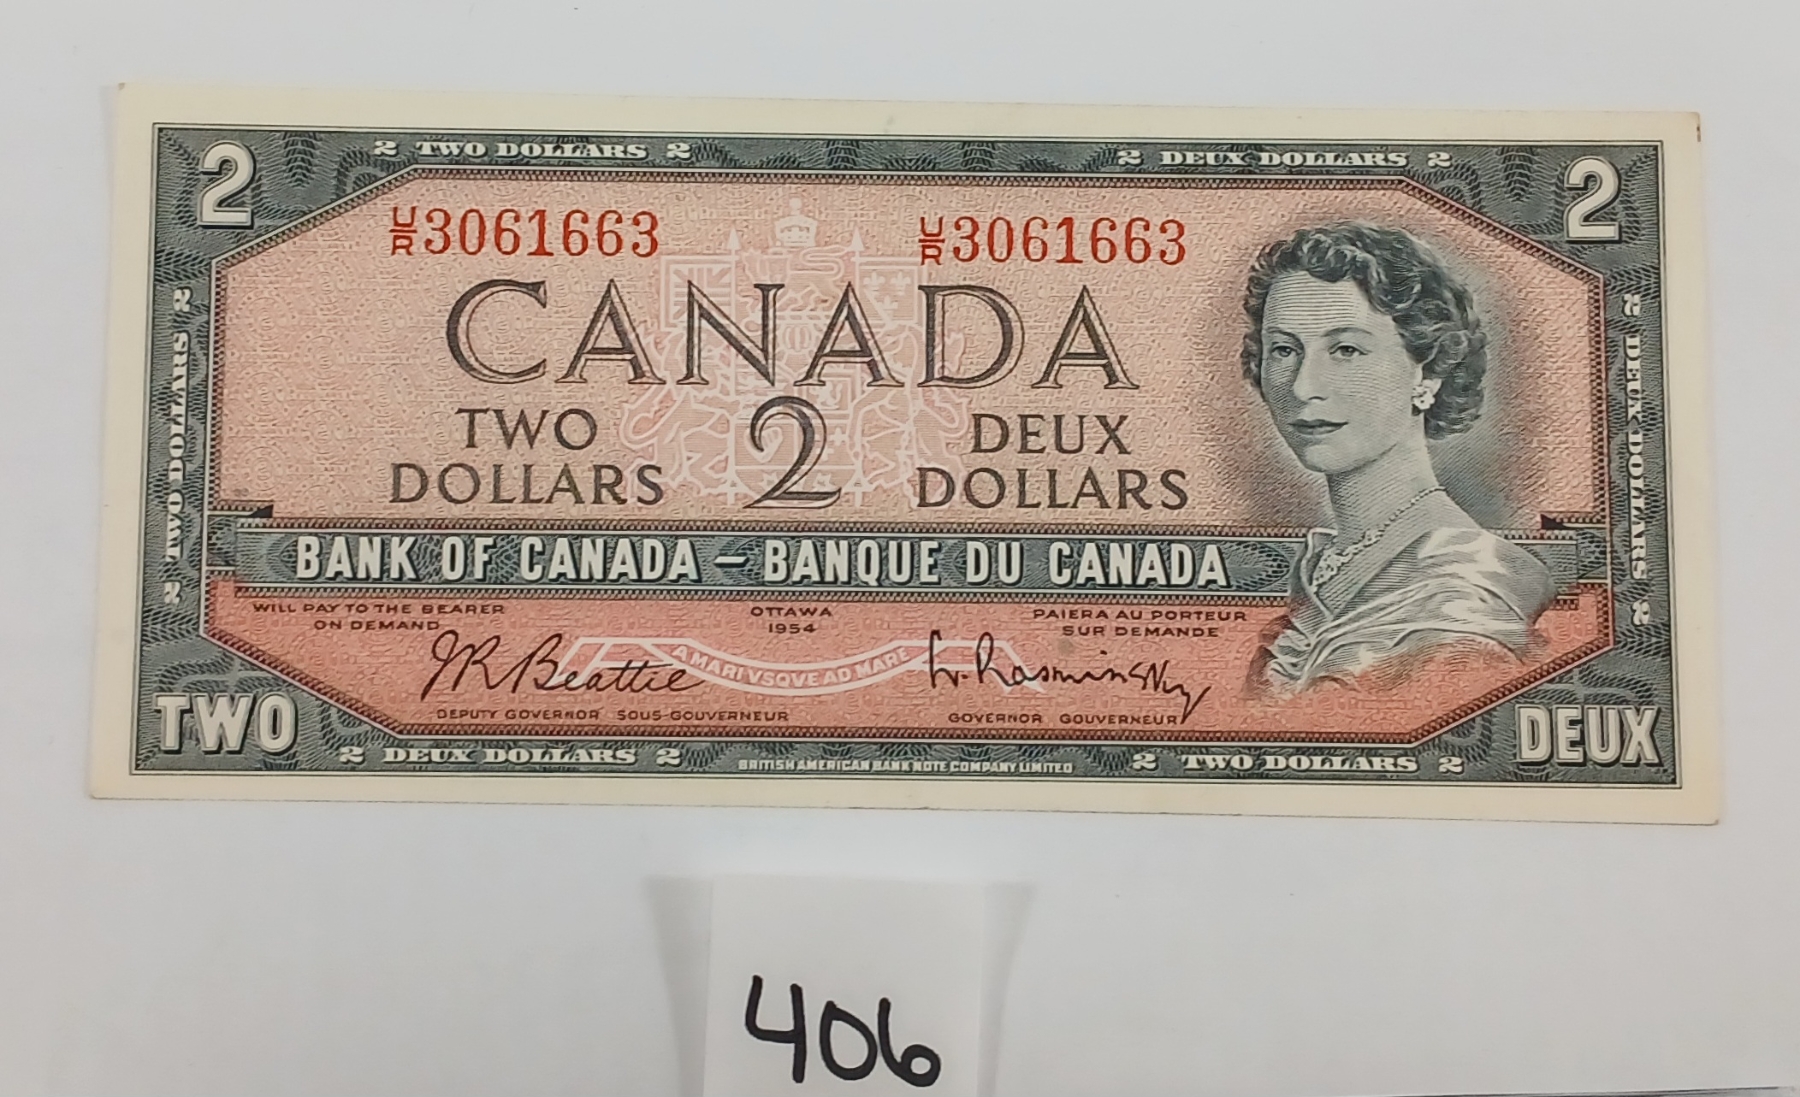 2 TWO DOLLARS 2 2 DEUX DOLLARS 2
2 2
U/R 3061663 U/R 3061663
CANADA
TWO DOLLARS 2 DEUX DOLLARS
2 TWO DOLLARS 2
2 DEUX DOLLARS 2
BANK OF CANADA – BANQUE DU CANADA
WILL PAY TO THE BEARER ON DEMAND
OTTAWA
1954
PAIERA AU PORTEUR SUR DEMANDE
J R Beattie
A MARI VSQVE AD MARE
L. Rasminsky
DEPUTY GOVERNOR SOUS-GOUVERNEUR
GOVERNOR GOUVERNEUR
TWO DEUX
2 DEUX DOLLARS 2 BRITISH AMERICAN BANK NOTE COMPANY LIMITED 2 TWO DOLLARS 2
406